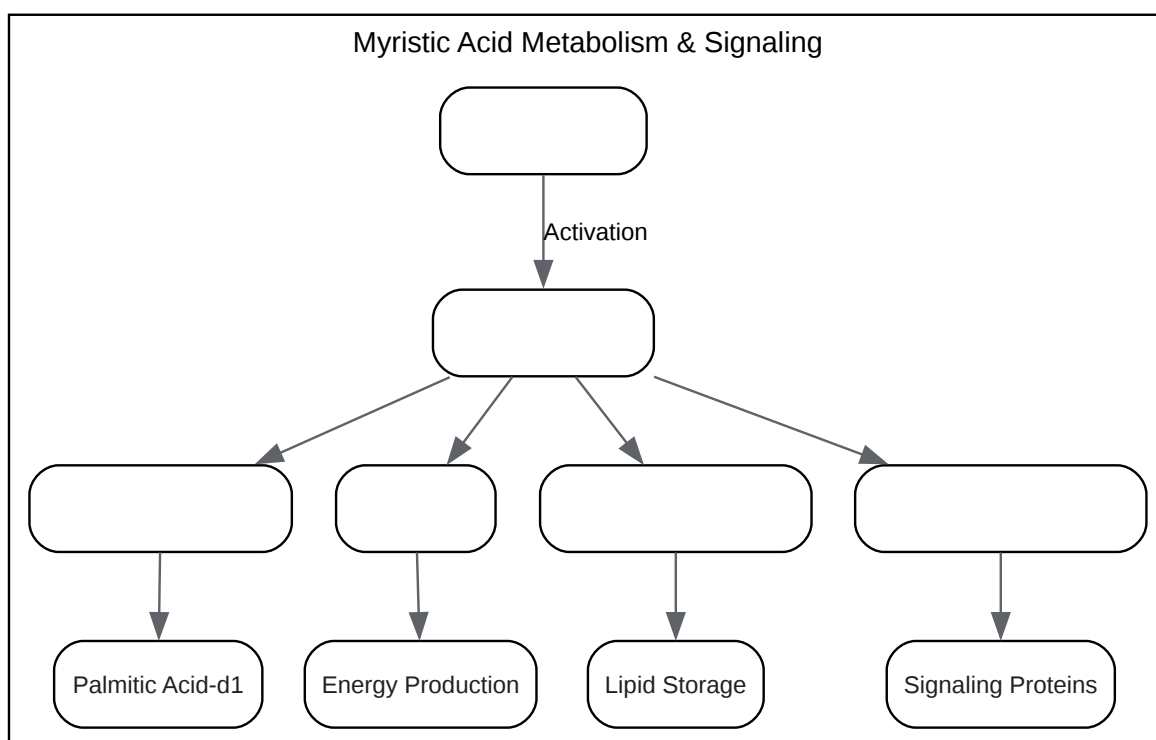 Myristic Acid Metabolism & Signaling
Activation
Palmitic Acid-d1
Energy Production
Lipid Storage
Signaling Proteins